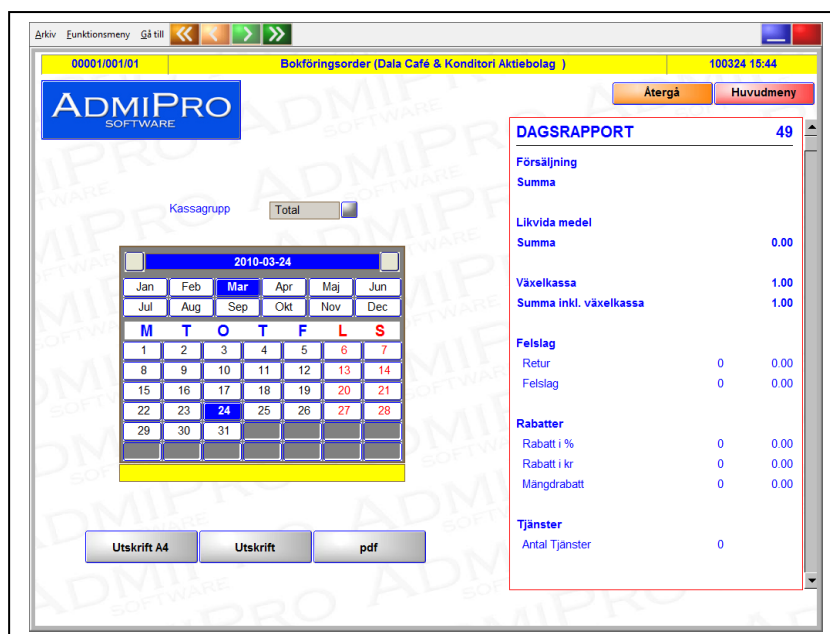 Arkiv Funktionsmeny Gå till
00001/001/01 Bokföringsorder (Dala Café & Konditori Aktiebolag ) 100324 15:44
ADMIPRO
SOFTWARE
Återgå Huvudmeny
Kassagrupp Total
2010-03-24
Jan Feb Mar Apr Maj Jun
Jul Aug Sep Okt Nov Dec
M T O T F L S
1 2 3 4 5 6 7
8 9 10 11 12 13 14
15 16 17 18 19 20 21
22 23 24 25 26 27 28
29 30 31
Utskrift A4 Utskrift pdf
DAGSRAPPORT 49
Försäljning
Summa
Likvida medel
Summa 0.00
Växelkassa 1.00
Summa inkl. växelkassa 1.00
Felslag
Retur 0 0.00
Felslag 0 0.00
Rabatter
Rabatt i % 0 0.00
Rabatt i kr 0 0.00
Mängdrabatt 0 0.00
Tjänster
Antal Tjänster 0